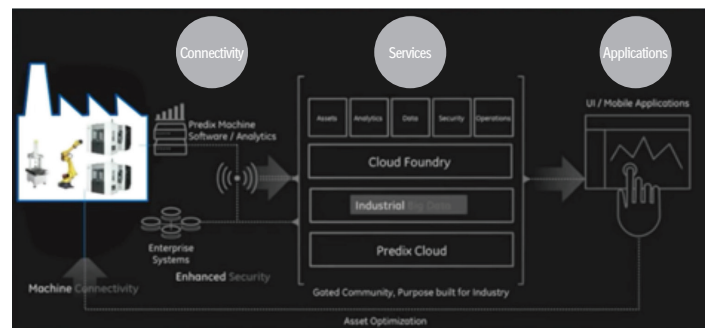 Connectivity
Services
Applications
Predix Machine
Software / Analytics
Assets
Analytics
Data
Security
Operations
UI / Mobile Applications
Cloud Foundry
Industrial Big Data
Predix Cloud
Enterprise
Systems
Enhanced Security
Machine Connectivity
Gated Community, Purpose built for Industry
Asset Optimization